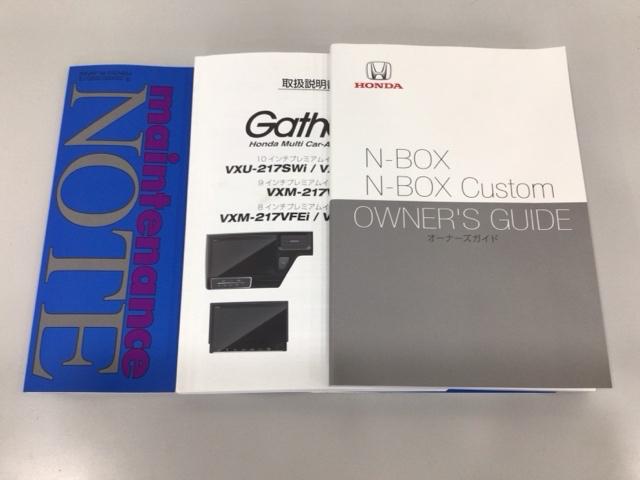 maintenance
NOTE
取扱説明書
Gath
Honda Multi Car-A
10インチプレミアムイ
VXU-217SWi / V
9インチプレミアムイ
VXM-217V
8インチプレミアムイ
VXM-217VFEi / V
HONDA
N-BOX
N-BOX Custom
OWNER'S GUIDE
オーナーズガイド